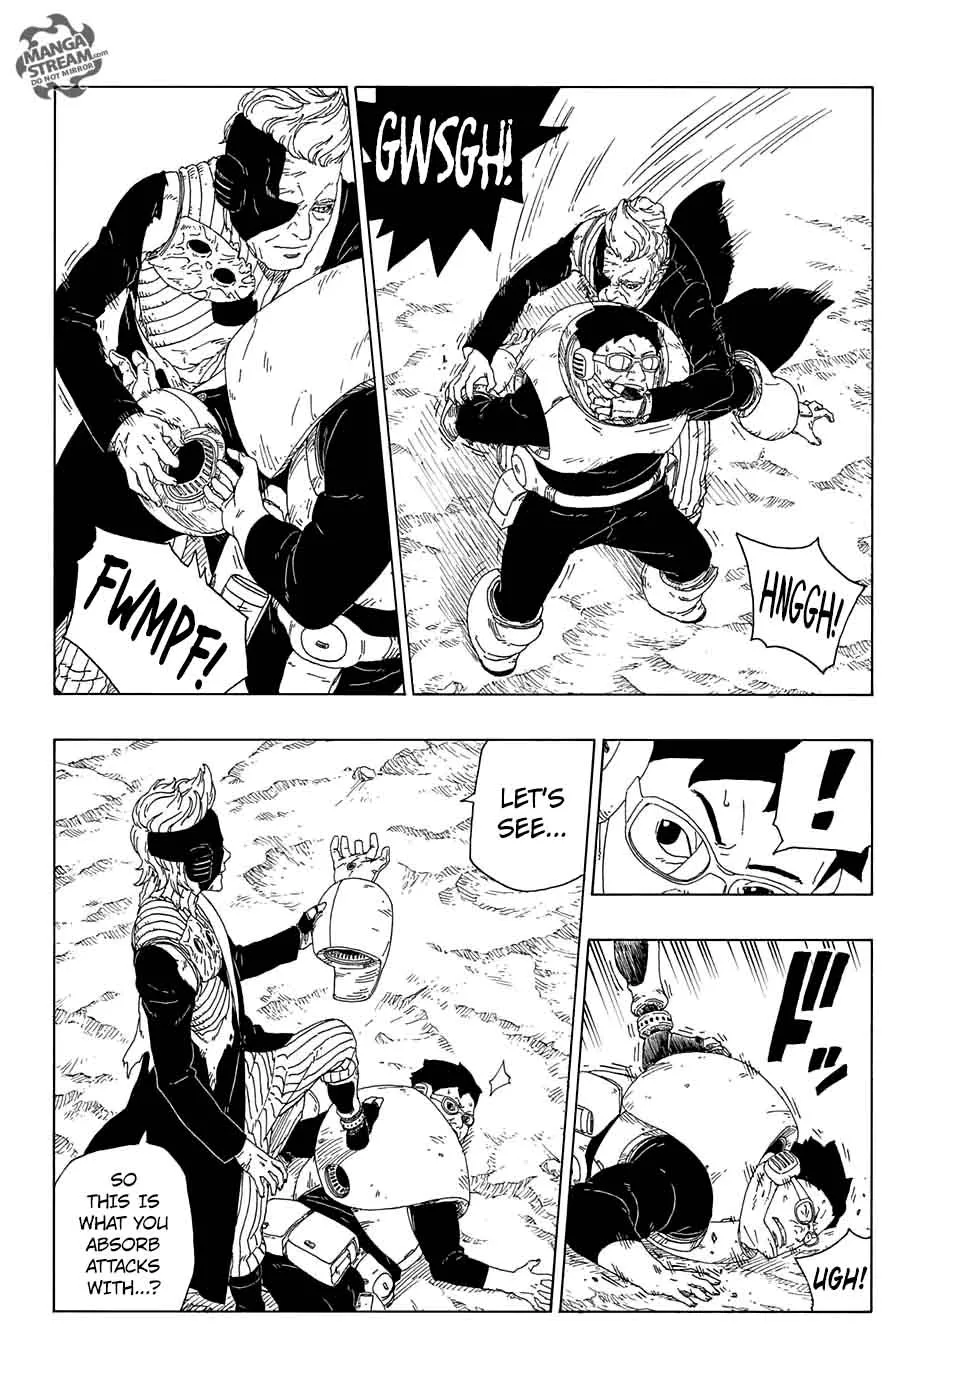 MANGA
STREAM.com
DO NOT MIRROR
GWSGH!
FWMPF!
HNGGH!
LET'S
SEE...
!
ドドッ
UGH!
SO
THIS IS
WHAT YOU
ABSORB
ATTACKS
WITH...?